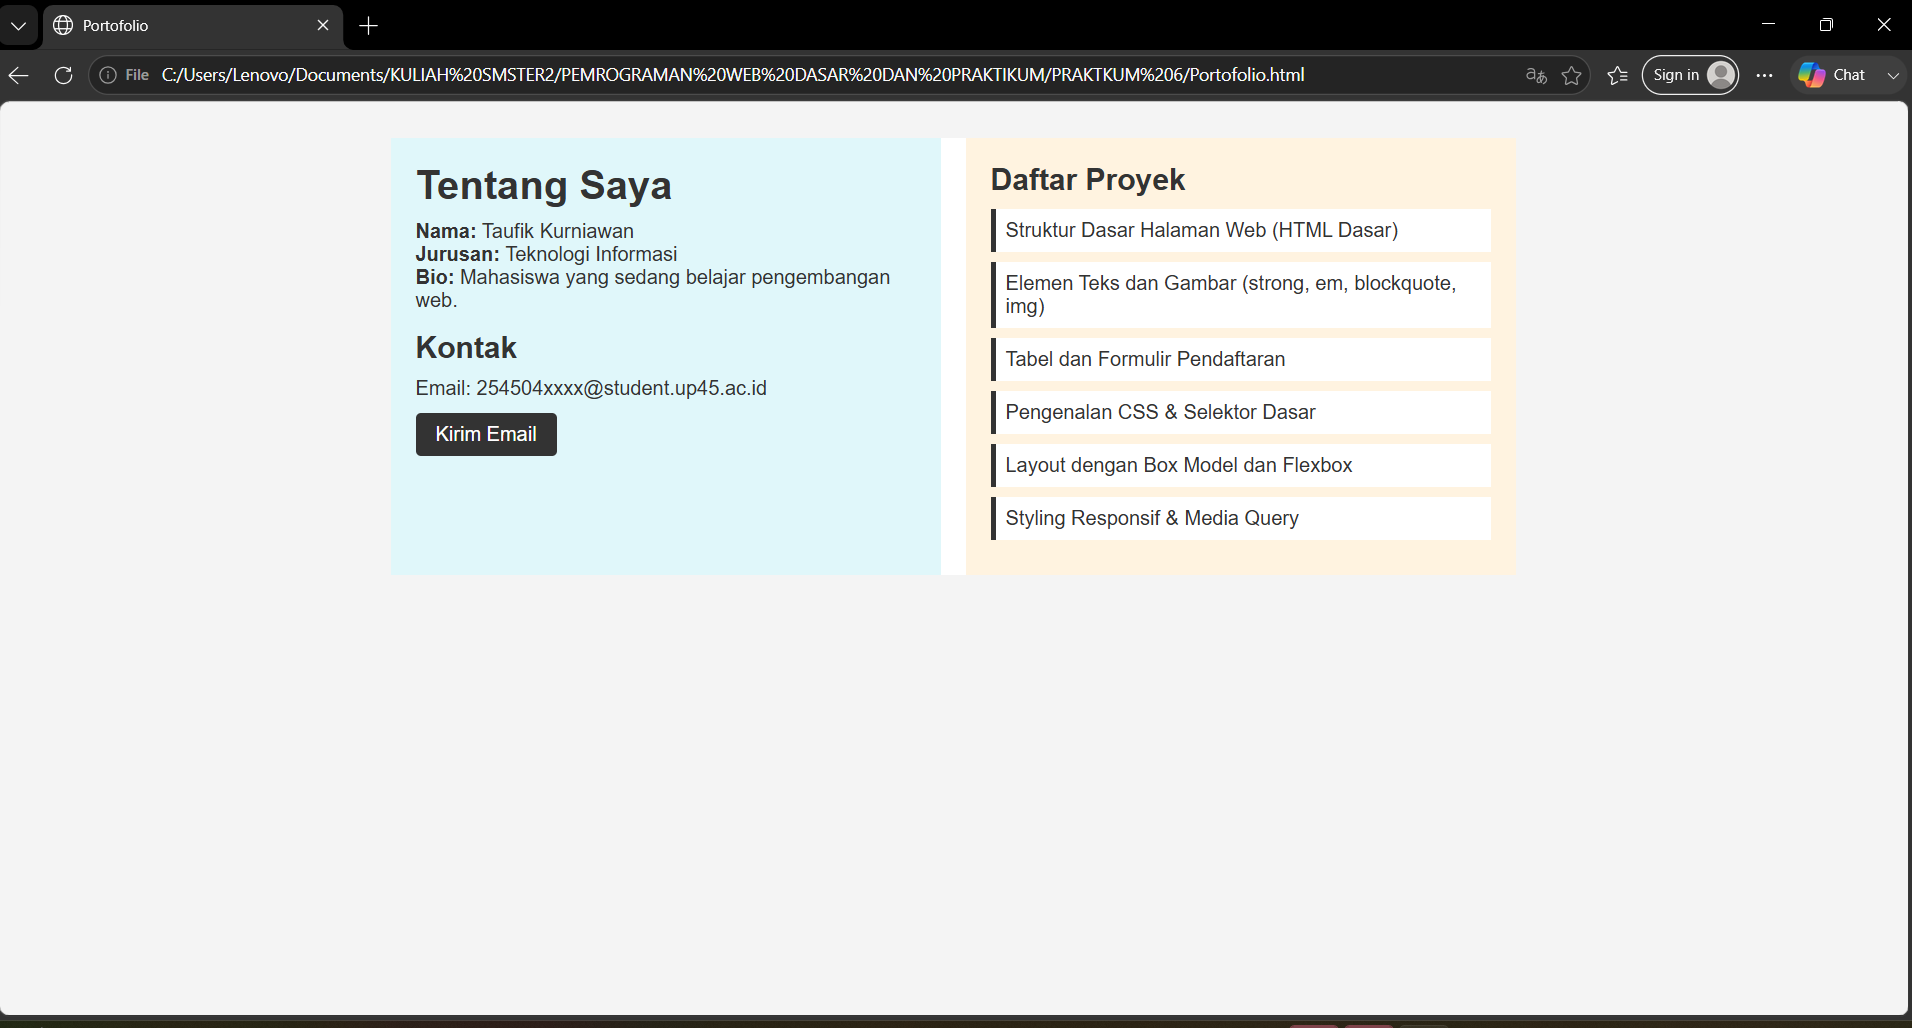 Portofolio
File C:/Users/Lenovo/Documents/KULIAH%20SMSTER2/PEMROGRAMAN%20WEB%20DASAR%20DAN%20PRAKTIKUM/PRAKTKUM%206/Portofolio.html
Sign in
Chat
Tentang Saya
Nama: Taufik Kurniawan
Jurusan: Teknologi Informasi
Bio: Mahasiswa yang sedang belajar pengembangan
web.
Kontak
Email: 254504xxxx@student.up45.ac.id
Kirim Email
Daftar Proyek
Struktur Dasar Halaman Web (HTML Dasar)
Elemen Teks dan Gambar (strong, em, blockquote,
img)
Tabel dan Formulir Pendaftaran
Pengenalan CSS & Selektor Dasar
Layout dengan Box Model dan Flexbox
Styling Responsif & Media Query